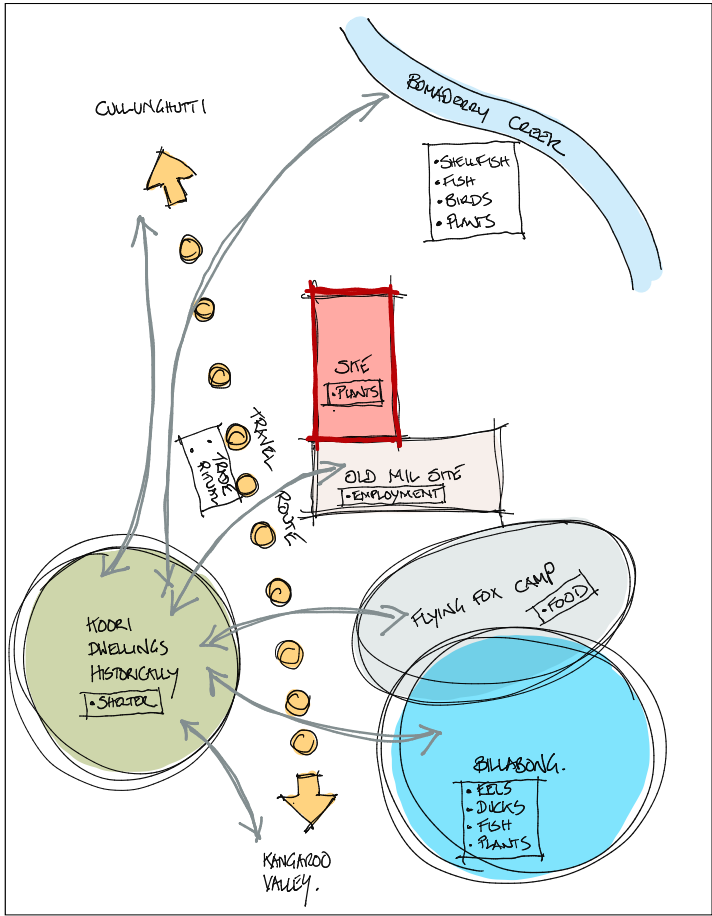 CULLUNGHUTTI
BOMADERRY CREEK
• SHELLFISH
• FISH
• BIRDS
• PLANTS
SITE
• PLANTS
TRAVEL
ROUTE
• TRADE
OLD MIL SITE
• EMPLOYMENT
FLYING FOX CAMP
• FOOD
KOORI
DWELLINGS
HISTORICALLY
• SHELTER
BILLABONG.
• EELS
• DUCKS
• FISH
• PLANTS
KANGAROO
VALLEY.